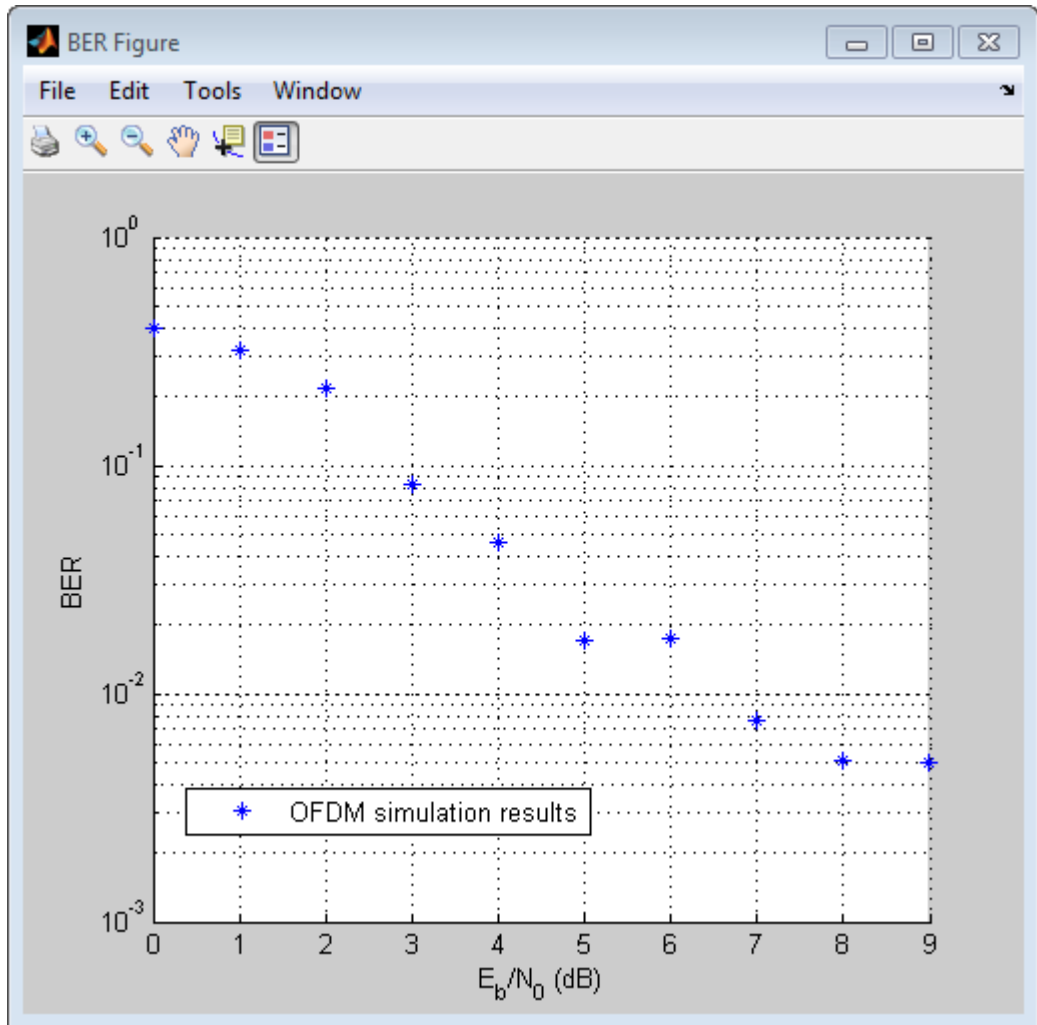 BER Figure
File Edit Tools Window
10^0
10^-1
10^-2
10^-3
BER
OFDM simulation results
0 1 2 3 4 5 6 7 8 9
E_b/N_0 (dB)